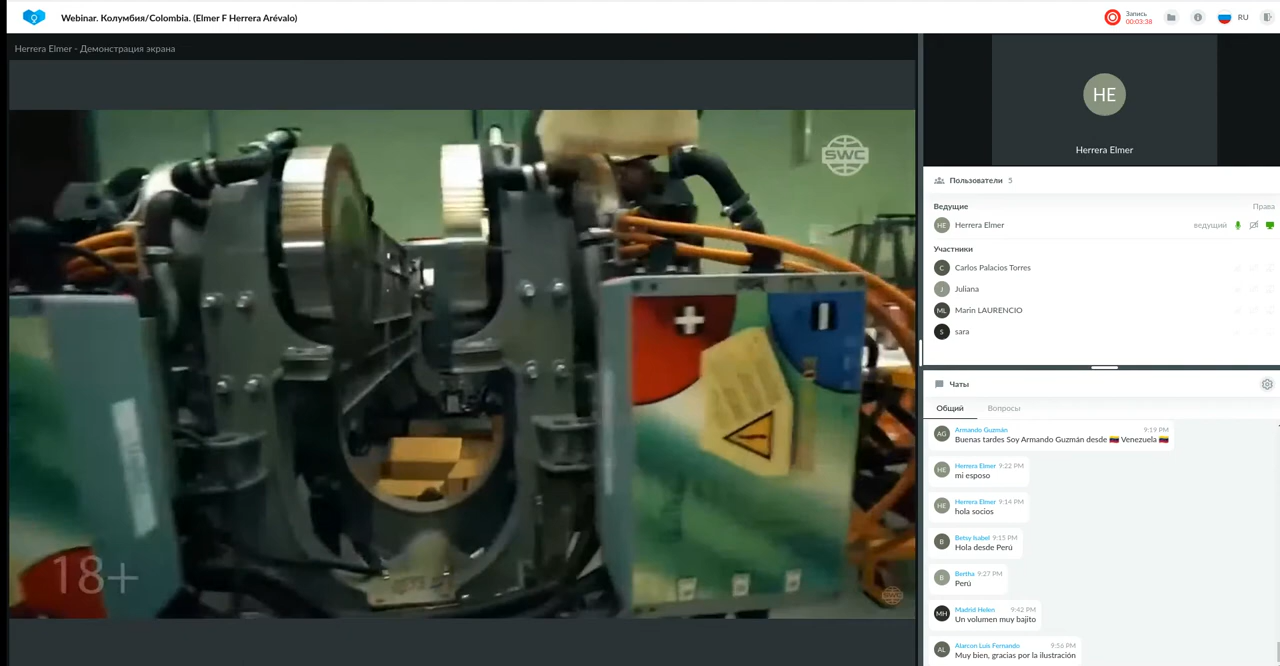 Webinar. Колумбия/Colombia. (Elmer F Herrera Arévalo)
Запись
00:03:38
RU
Herrera Elmer - Демонстрация экрана
SWC
18+
HE
Herrera Elmer
Пользователи 5
Ведущие Права
HE Herrera Elmer ведущий
Участники
C Carlos Palacios Torres
J Juliana
ML Marin LAURENCIO
S sara
Чаты
Общий Вопросы
AG Armando Guzmán 9:19 PM
Buenas tardes Soy Armando Guzmán desde 🇻🇪 Venezuela 🇻🇪
HE Herrera Elmer 9:22 PM
mi esposo
HE Herrera Elmer 9:14 PM
hola socios
B Betsy Isabel 9:15 PM
Hola desde Perú
B Bertha 9:27 PM
Perú
MH Madrid Helen 9:42 PM
Un volumen muy bajito
AL Alarcon Luis Fernando 9:56 PM
Muy bien, gracias por la ilustración